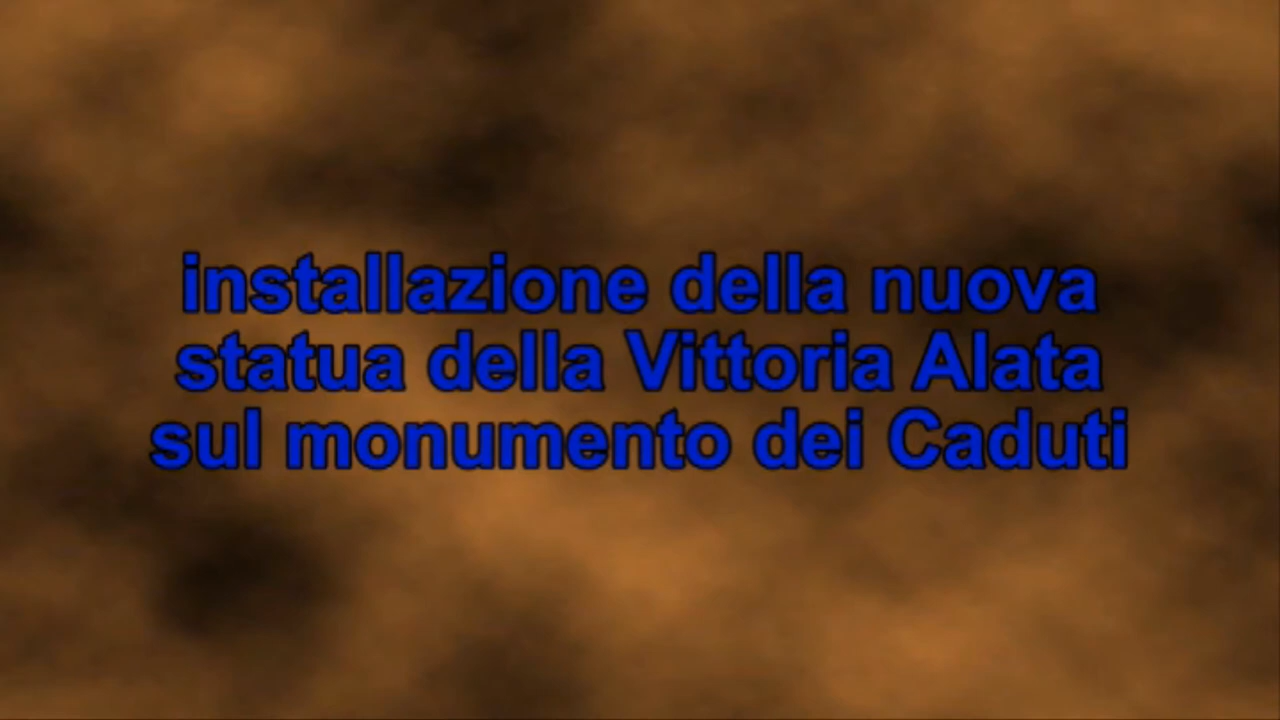 installazione della nuova
statua della Vittoria Alata
sul monumento dei Caduti